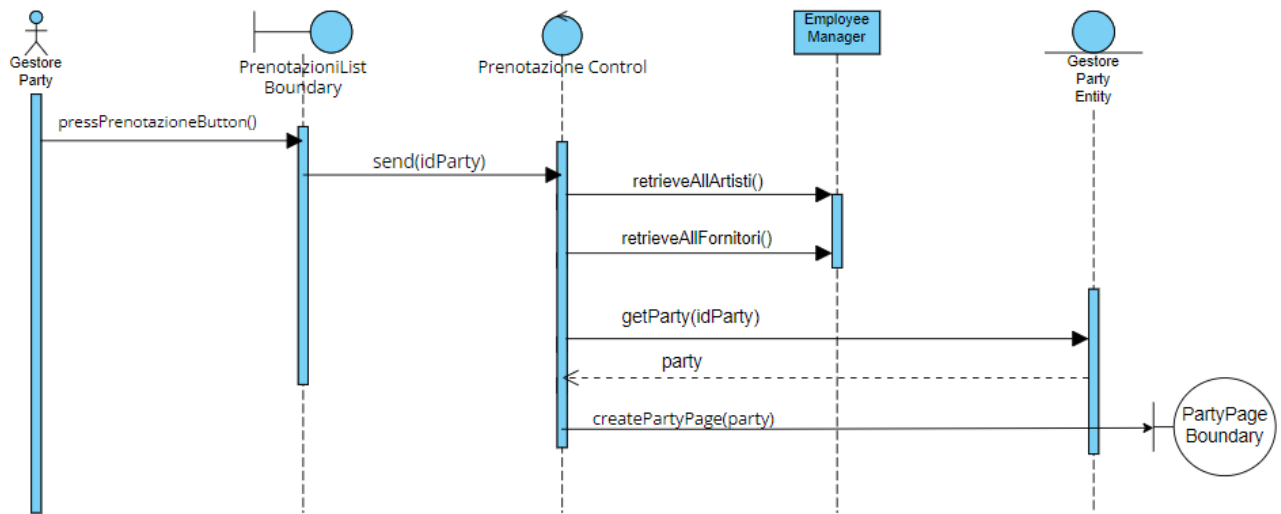 Gestore
Party
PrenotazioniList
Boundary
Prenotazione Control
Employee
Manager
Gestore
Party
Entity
pressPrenotazioneButton()
send(idParty)
retrieveAllArtisti()
retrieveAllFornitori()
getParty(idParty)
party
createPartyPage(party)
PartyPage
Boundary